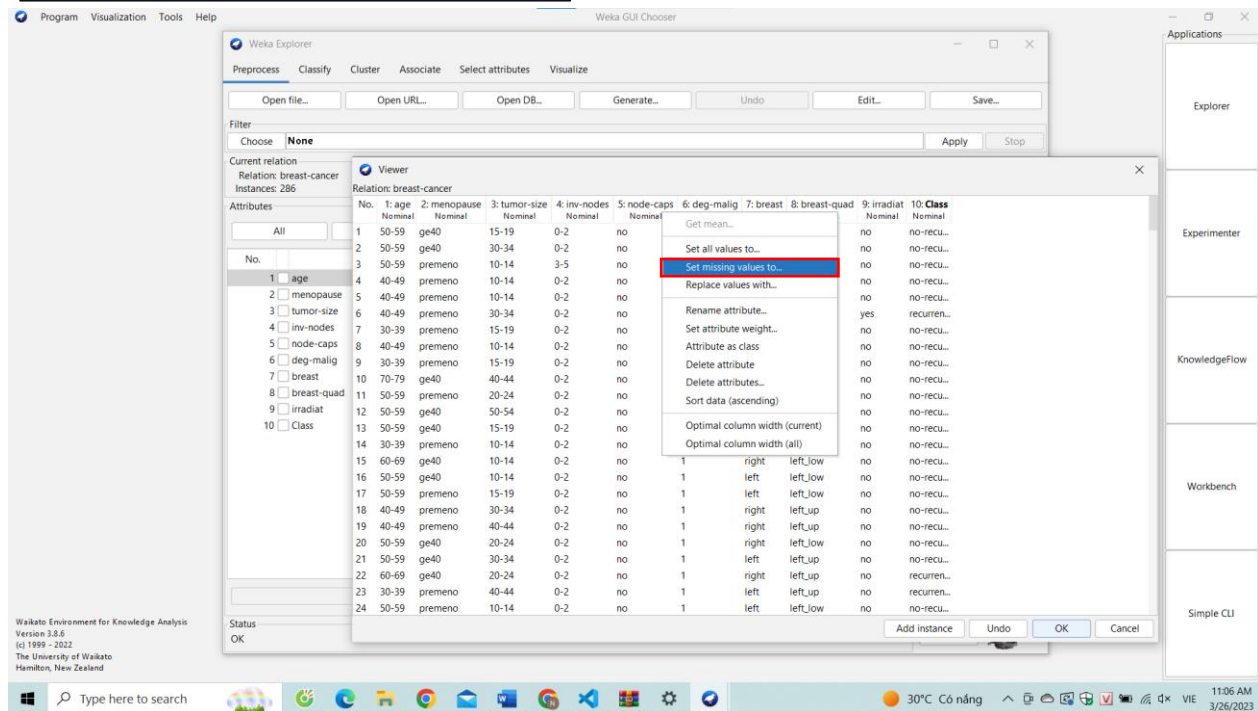 Program Visualization Tools Help
Weka GUI Chooser
Applications
Weka Explorer
Preprocess Classify Cluster Associate Select attributes Visualize
Open file... Open URL... Open DB... Generate... Undo Edit... Save...
Explorer
Filter
Choose None Apply Stop
Current relation
Relation: breast-cancer
Instances: 286
Attributes
All
No.
1 age
2 menopause
3 tumor-size
4 inv-nodes
5 node-caps
6 deg-malig
7 breast
8 breast-quad
9 irradiat
10 Class
Status
OK
Viewer
Relation: breast-cancer
No. 1: age 2: menopause 3: tumor-size 4: inv-nodes 5: node-caps 6: deg-malig 7: breast 8: breast-quad 9: irradiat 10: Class
Nominal Nominal Nominal Nominal Nominal Nominal Nominal
1 50-59 ge40 15-19 0-2 no no no-recu...
2 50-59 ge40 30-34 0-2 no no no-recu...
3 50-59 premeno 10-14 3-5 no no no-recu...
4 40-49 premeno 10-14 0-2 no no no-recu...
5 40-49 premeno 10-14 0-2 no no no-recu...
6 40-49 premeno 30-34 0-2 no yes recurren...
7 30-39 premeno 15-19 0-2 no no no-recu...
8 40-49 premeno 10-14 0-2 no no no-recu...
9 30-39 premeno 15-19 0-2 no no no-recu...
10 70-79 ge40 40-44 0-2 no no no-recu...
11 50-59 premeno 20-24 0-2 no no no-recu...
12 50-59 ge40 50-54 0-2 no no no-recu...
13 50-59 ge40 15-19 0-2 no no no-recu...
14 30-39 premeno 10-14 0-2 no no no-recu...
15 60-69 ge40 10-14 0-2 no 1 right left_low no no-recu...
16 50-59 ge40 10-14 0-2 no 1 left left_low no no-recu...
17 50-59 premeno 15-19 0-2 no 1 left left_low no no-recu...
18 40-49 premeno 30-34 0-2 no 1 right left_up no no-recu...
19 40-49 premeno 40-44 0-2 no 1 right left_up no no-recu...
20 50-59 ge40 20-24 0-2 no 1 right left_low no no-recu...
21 50-59 ge40 30-34 0-2 no 1 left left_up no no-recu...
22 60-69 ge40 20-24 0-2 no 1 right left_up no recurren...
23 30-39 premeno 40-44 0-2 no 1 left left_up no recurren...
24 50-59 premeno 10-14 0-2 no 1 left left_low no no-recu...
Get mean...
Set all values to...
Set missing values to...
Replace values with...
Rename attribute...
Set attribute weight...
Attribute as class
Delete attribute
Delete attributes...
Sort data (ascending)
Optimal column width (current)
Optimal column width (all)
Add instance Undo OK Cancel
Experimenter
KnowledgeFlow
Workbench
Simple CLI
Waikato Environment for Knowledge Analysis
Version 3.8.6
(c) 1999 - 2022
The University of Waikato
Hamilton, New Zealand
Type here to search
30°C Có nắng
VIE
11:06 AM
3/26/2023